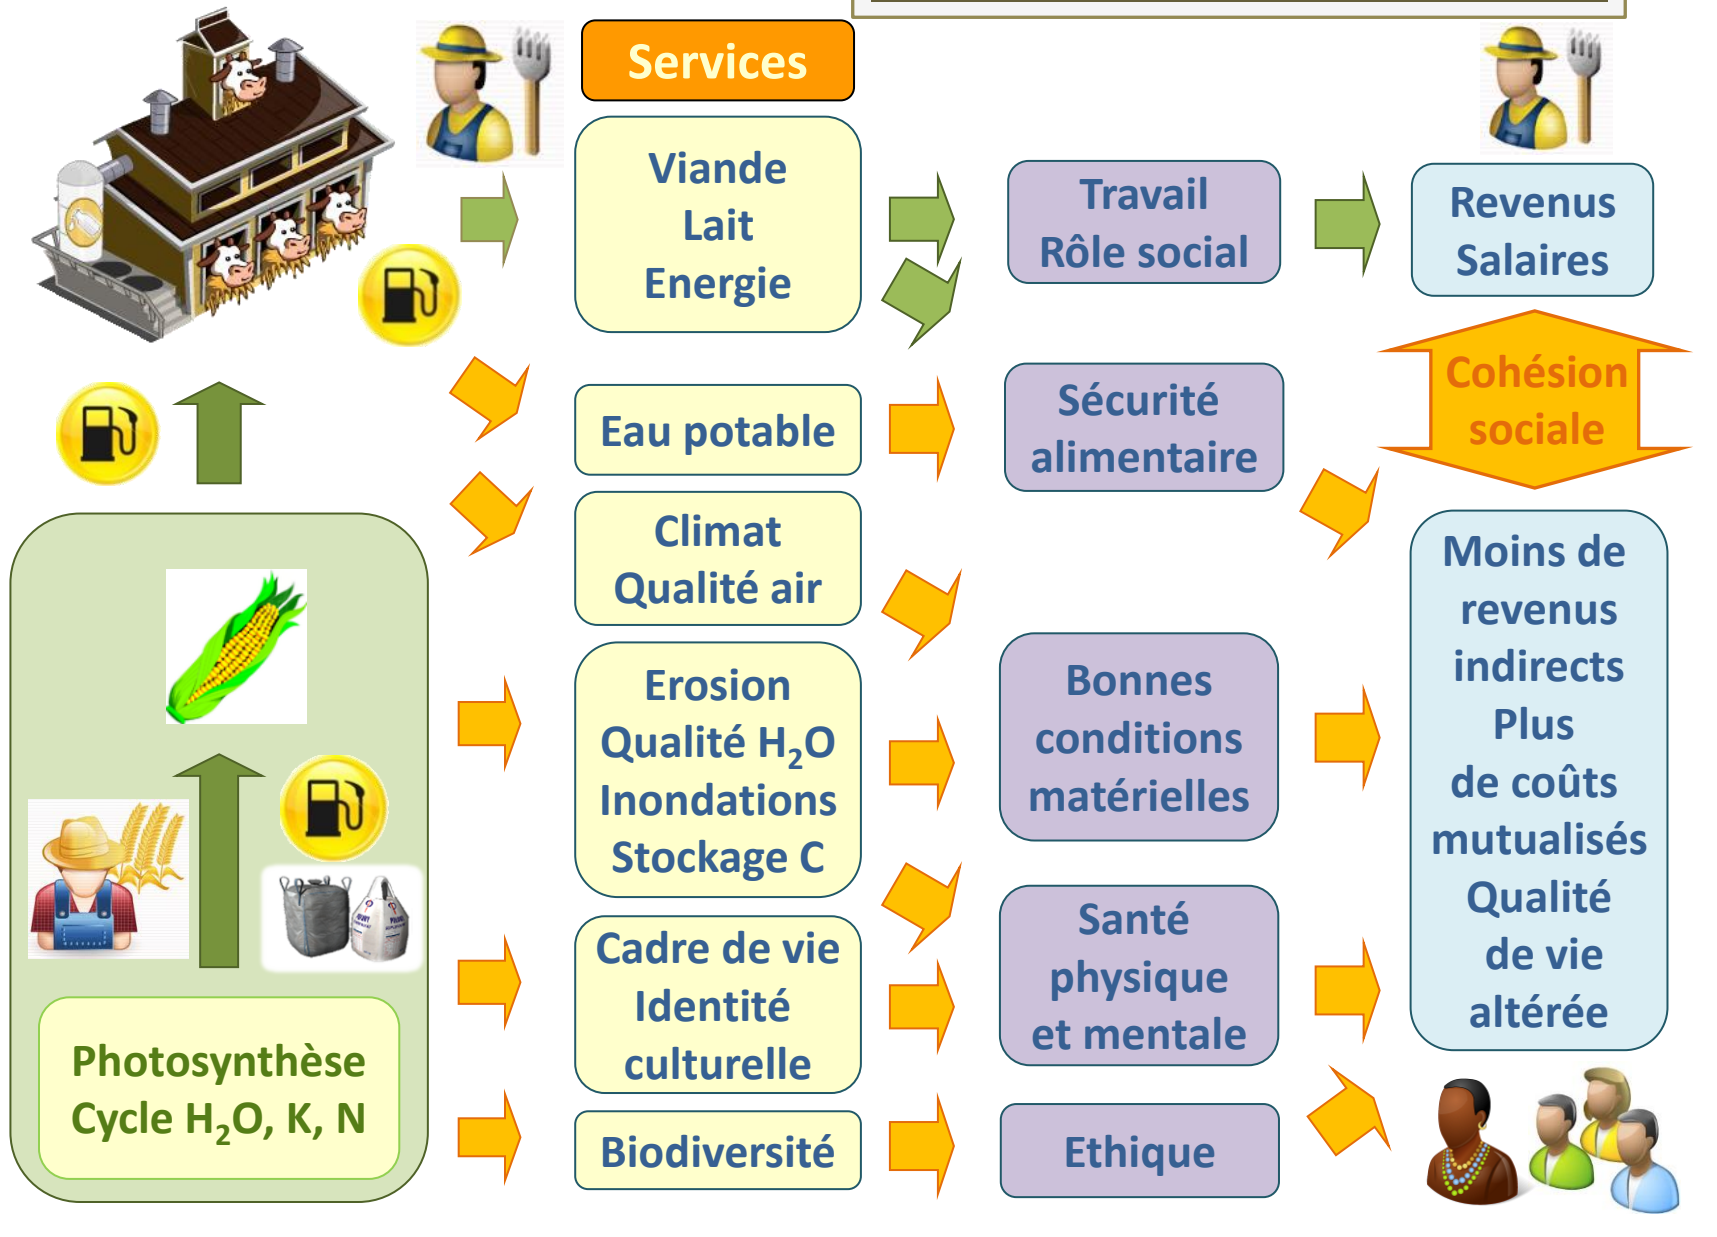 Services
Viande
Lait
Energie
Travail
Rôle social
Revenus
Salaires
Cohésion
sociale
Eau potable
Sécurité
alimentaire
Climat
Qualité air
Erosion
Qualité H₂O
Inondations
Stockage C
Bonnes
conditions
matérielles
Moins de
revenus
indirects
Plus
de coûts
mutualisés
Qualité
de vie
altérée
Cadre de vie
Identité
culturelle
Santé
physique
et mentale
Photosynthèse
Cycle H₂O, K, N
Biodiversité
Ethique